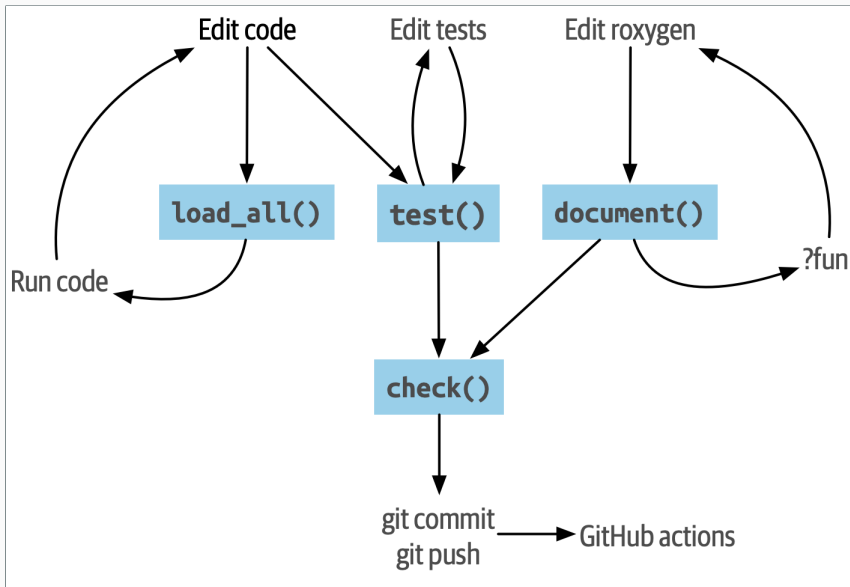 Edit code
Edit tests
Edit roxygen
load_all()
test()
document()
Run code
?fun
check()
git commit
git push
GitHub actions